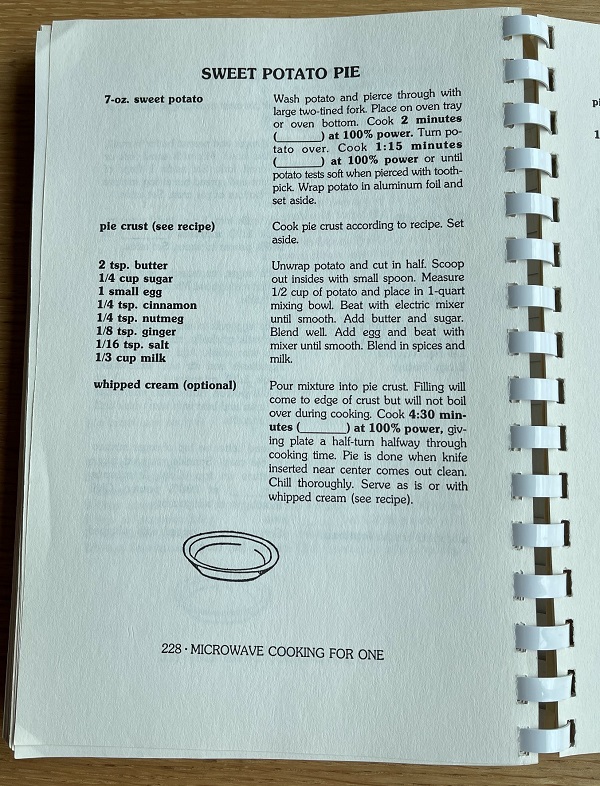 SWEET POTATO PIE
7-oz. sweet potato
Wash potato and pierce through with
large two-tined fork. Place on oven tray
or oven bottom. Cook 2 minutes
(________) at 100% power. Turn po-
tato over. Cook 1:15 minutes
(________) at 100% power or until
potato tests soft when pierced with tooth-
pick. Wrap potato in aluminum foil and
set aside.
pie crust (see recipe)
Cook pie crust according to recipe. Set
aside.
2 tsp. butter
1/4 cup sugar
1 small egg
1/4 tsp. cinnamon
1/4 tsp. nutmeg
1/8 tsp. ginger
1/16 tsp. salt
1/3 cup milk
Unwrap potato and cut in half. Scoop
out insides with small spoon. Measure
1/2 cup of potato and place in 1-quart
mixing bowl. Beat with electric mixer
until smooth. Add butter and sugar.
Blend well. Add egg and beat with
mixer until smooth. Blend in spices and
milk.
whipped cream (optional)
Pour mixture into pie crust. Filling will
come to edge of crust but will not boil
over during cooking. Cook 4:30 min-
utes (________) at 100% power, giv-
ing plate a half-turn halfway through
cooking time. Pie is done when knife
inserted near center comes out clean.
Chill thoroughly. Serve as is or with
whipped cream (see recipe).
228 · MICROWAVE COOKING FOR ONE